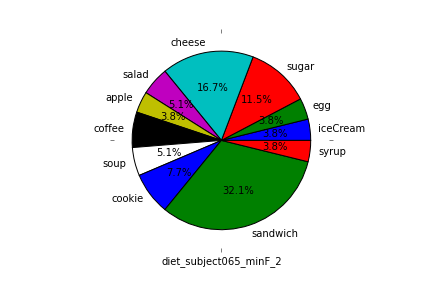 cheese
sugar
egg
iceCream
syrup
sandwich
cookie
soup
coffee
apple
salad
16.7%
11.5%
3.8%
3.8%
3.8%
32.1%
7.7%
5.1%
3.8%
5.1%
diet_subject065_minF_2